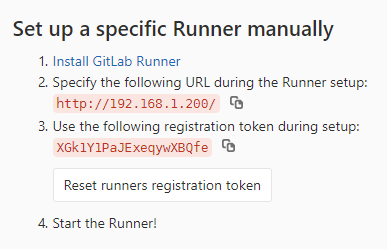 Set up a specific Runner manually
1. Install GitLab Runner
2. Specify the following URL during the Runner setup:
http://192.168.1.200/
3. Use the following registration token during setup:
XGk1Y1PaJExeqywXBQfe
Reset runners registration token
4. Start the Runner!